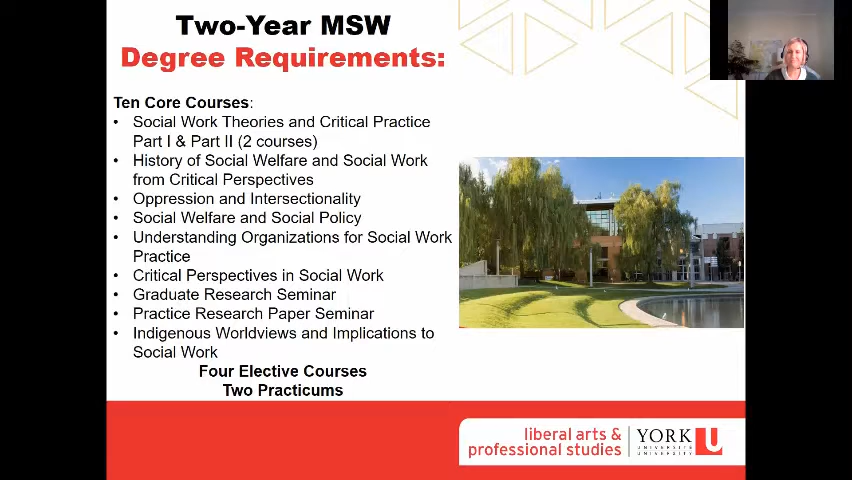 Two-Year MSW
Degree Requirements:
Ten Core Courses:
• Social Work Theories and Critical Practice
Part I & Part II (2 courses)
• History of Social Welfare and Social Work
from Critical Perspectives
• Oppression and Intersectionality
• Social Welfare and Social Policy
• Understanding Organizations for Social Work
Practice
• Critical Perspectives in Social Work
• Graduate Research Seminar
• Practice Research Paper Seminar
• Indigenous Worldviews and Implications to
Social Work
Four Elective Courses
Two Practicums
liberal arts &
professional studies
YORK U
UNIVERSITÉ
UNIVERSITY